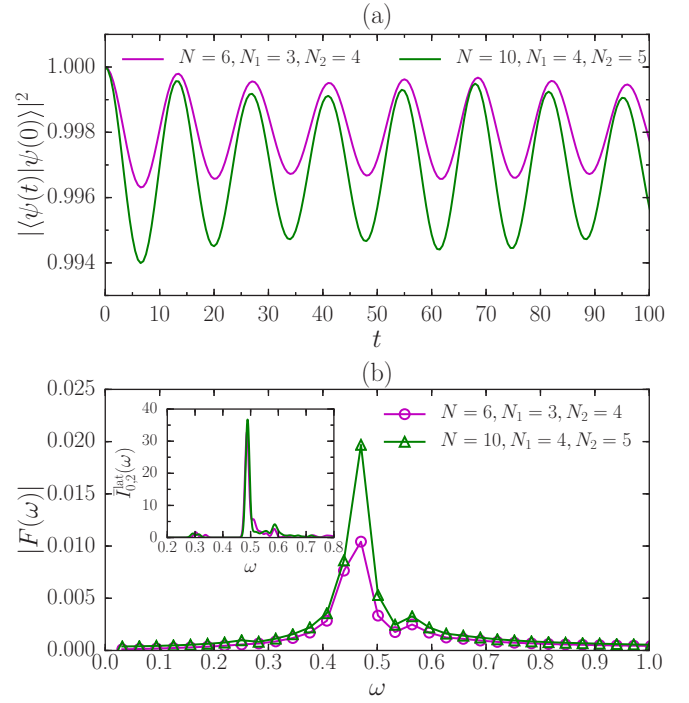 (a)
N = 6, N₁ = 3, N₂ = 4
N = 10, N₁ = 4, N₂ = 5
|⟨ψ(t)|ψ(0)⟩|²
1.000
0.998
0.996
0.994
0 10 20 30 40 50 60 70 80 90 100
t
(b)
N = 6, N₁ = 3, N₂ = 4
N = 10, N₁ = 4, N₂ = 5
|F(ω)|
0.025
0.020
0.015
0.010
0.005
0.000
0.0 0.1 0.2 0.3 0.4 0.5 0.6 0.7 0.8 0.9 1.0
ω
Ī₀,₂ˡᵃᵗ(ω)
40
30
20
10
0
0.2 0.3 0.4 0.5 0.6 0.7 0.8
ω